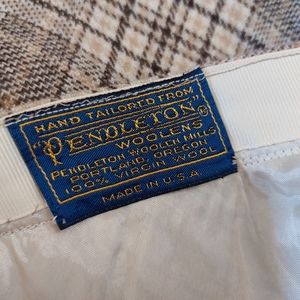 HAND TAILORED FROM
"PENDLETON"®
WOOLENS
PENDLETON WOOLEN MILLS
PORTLAND, OREGON
100% VIRGIN WOOL
MADE IN U.S.A.